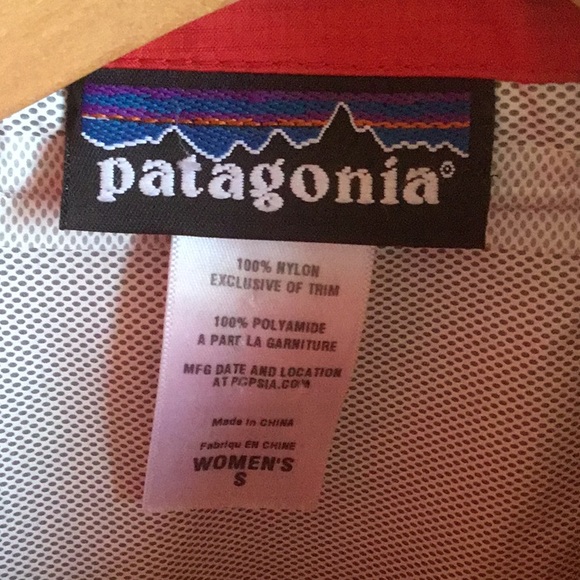 patagonia®
100% NYLON
EXCLUSIVE OF TRIM
100% POLYAMIDE
A PART LA GARNITURE
MFG DATE AND LOCATION
AT PGPSIA.COM
Made in CHINA
Fabriqu EN CHINE
WOMEN'S
S